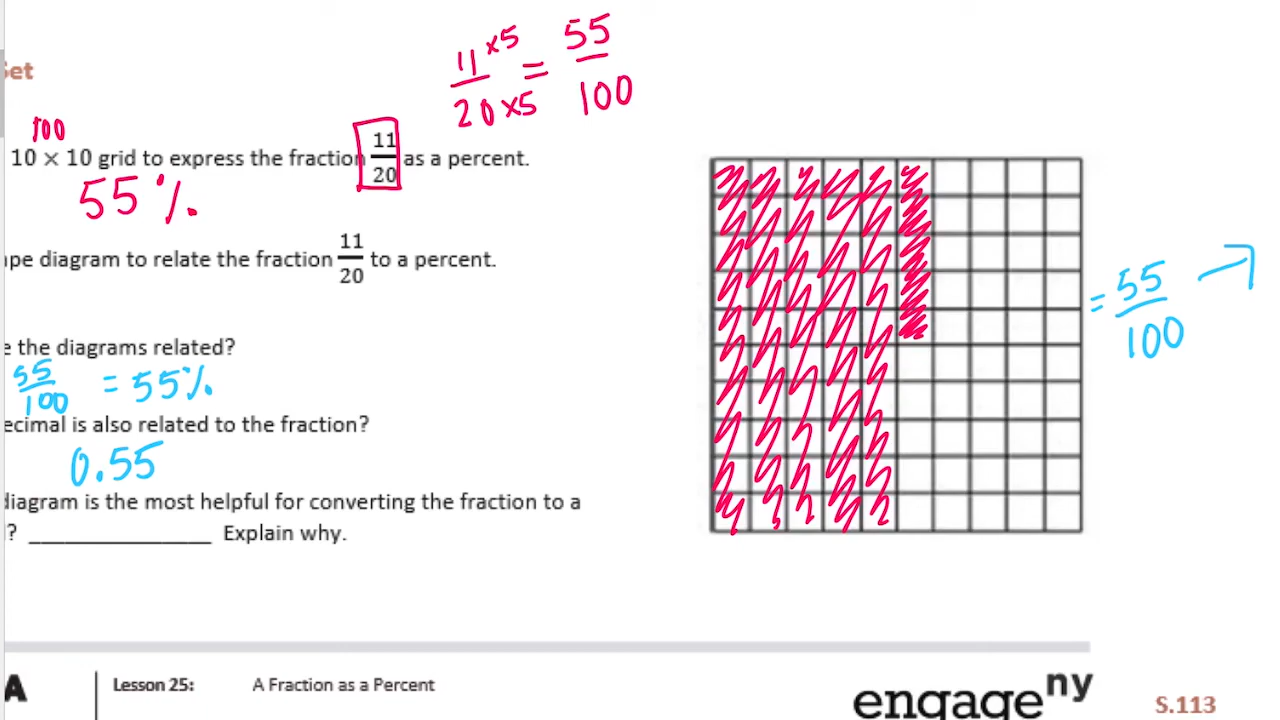 11 ×5 = 55
20 ×5 100
et
100
10 × 10 grid to express the fraction 11/20 as a percent.
55%
ape diagram to relate the fraction 11/20 to a percent.
= 55/100
e the diagrams related?
55/100 = 55%
ecimal is also related to the fraction?
0.55
diagram is the most helpful for converting the fraction to a
? _______________ Explain why.
A
Lesson 25: A Fraction as a Percent
engage ny
S.113